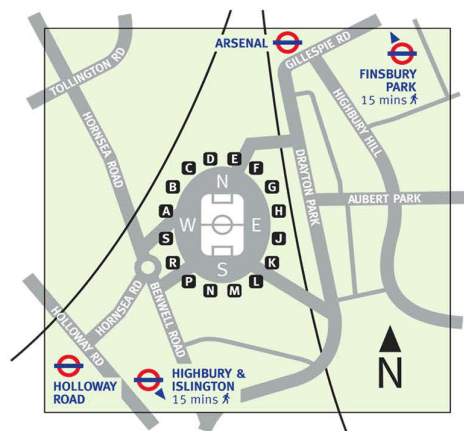 ARSENAL
GILLESPIE RD
FINSBURY
PARK
15 mins
TOLLINGTON RD
HORNSEA ROAD
HIGHBURY HILL
DRAYTON PARK
AUBERT PARK
A
B
C
D
E
F
G
H
J
K
L
M
N
P
R
S
N
W
E
S
HORNSEA RD
BENWELL ROAD
HOLLOWAY RD
HOLLOWAY
ROAD
HIGHBURY &
ISLINGTON
15 mins
N